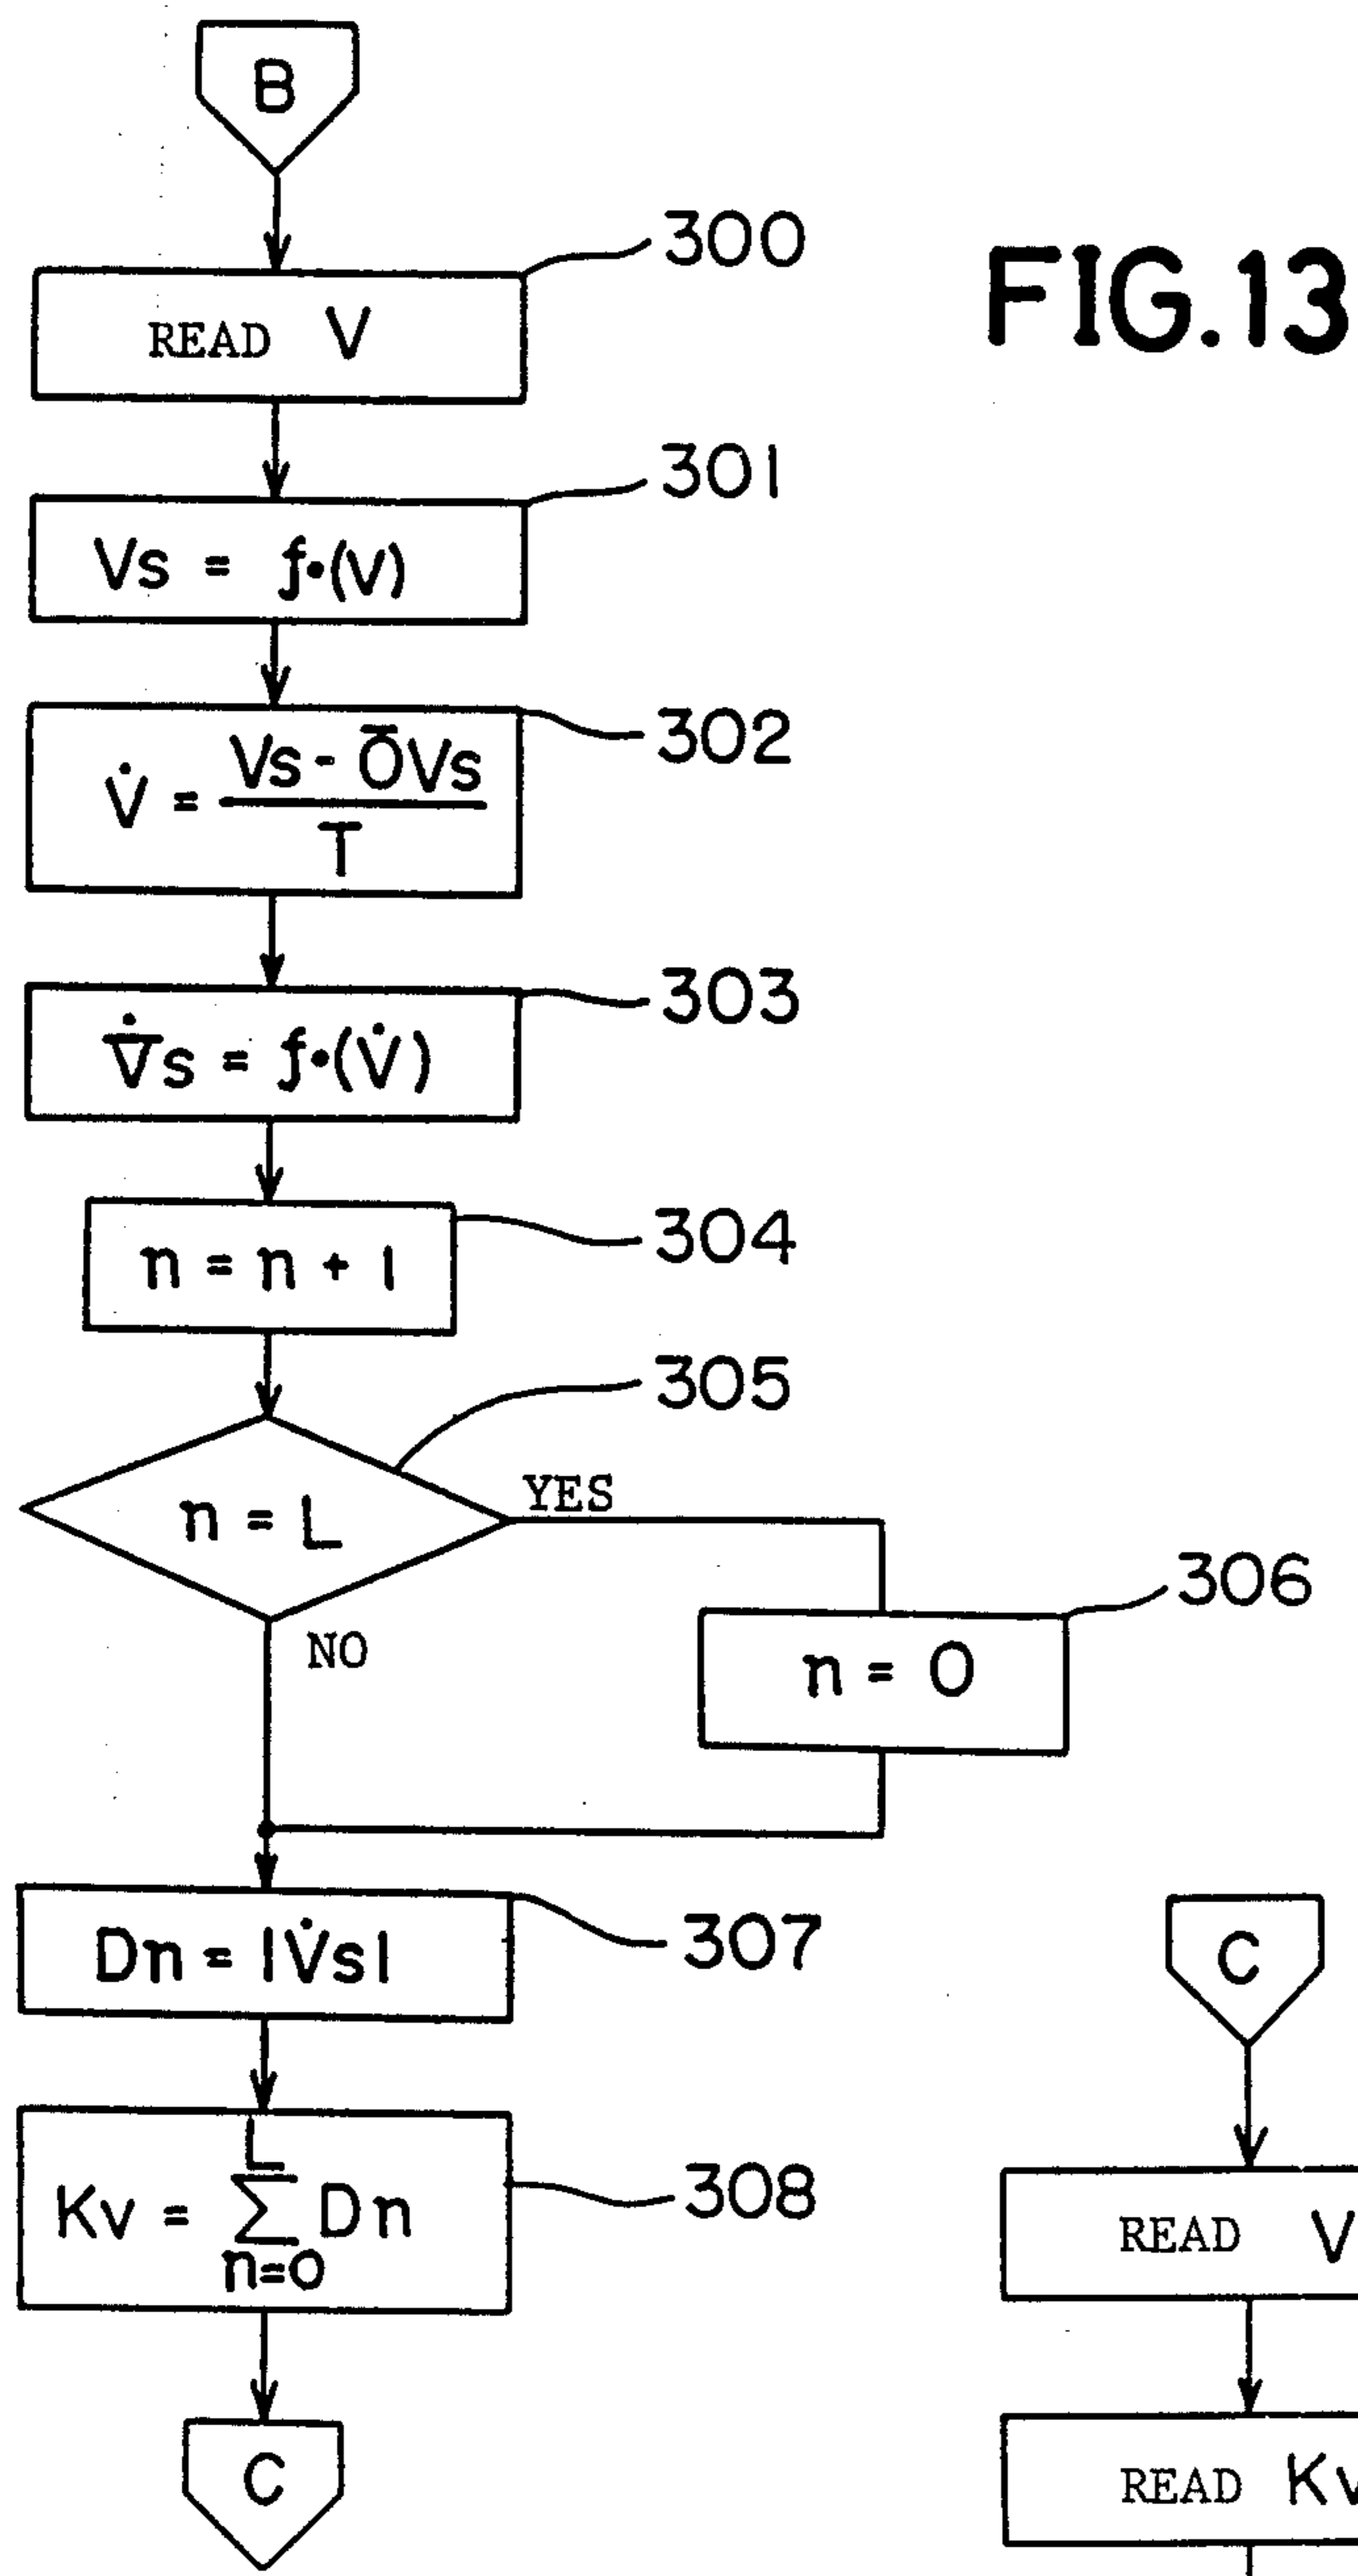 B
300
FIG.13
READ V
301
Vs = f·(V)
302
V̇ = (Vs - ŌVs) / T
303
V̇s = f·(V̇)
304
n = n + 1
305
n = L
YES
306
NO
n = 0
307
Dn = |V̇s|
C
308
L
Kv = Σ Dn
n=0
READ V
C
READ Kv